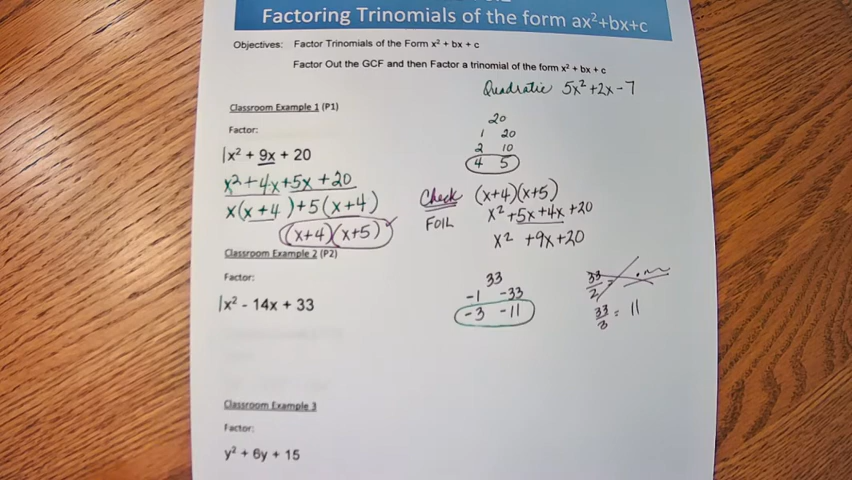 Factoring Trinomials of the form ax²+bx+c
Objectives: Factor Trinomials of the Form x² + bx + c
Factor Out the GCF and then Factor a trinomial of the form x² + bx + c
Quadratic 5x² + 2x - 7
Classroom Example 1 (P1)
Factor:
1x² + 9x + 20
x² + 4x + 5x + 20
x(x+4) + 5(x+4)
(x+4)(x+5) ✓
20
1 20
2 10
4 5
Check (x+4)(x+5)
FOIL x² + 5x + 4x + 20
x² + 9x + 20
Classroom Example 2 (P2)
Factor:
1x² - 14x + 33
33
-1 -33
-3 -11
33/2 =
33/3 = 11
Classroom Example 3
Factor:
y² + 6y + 15